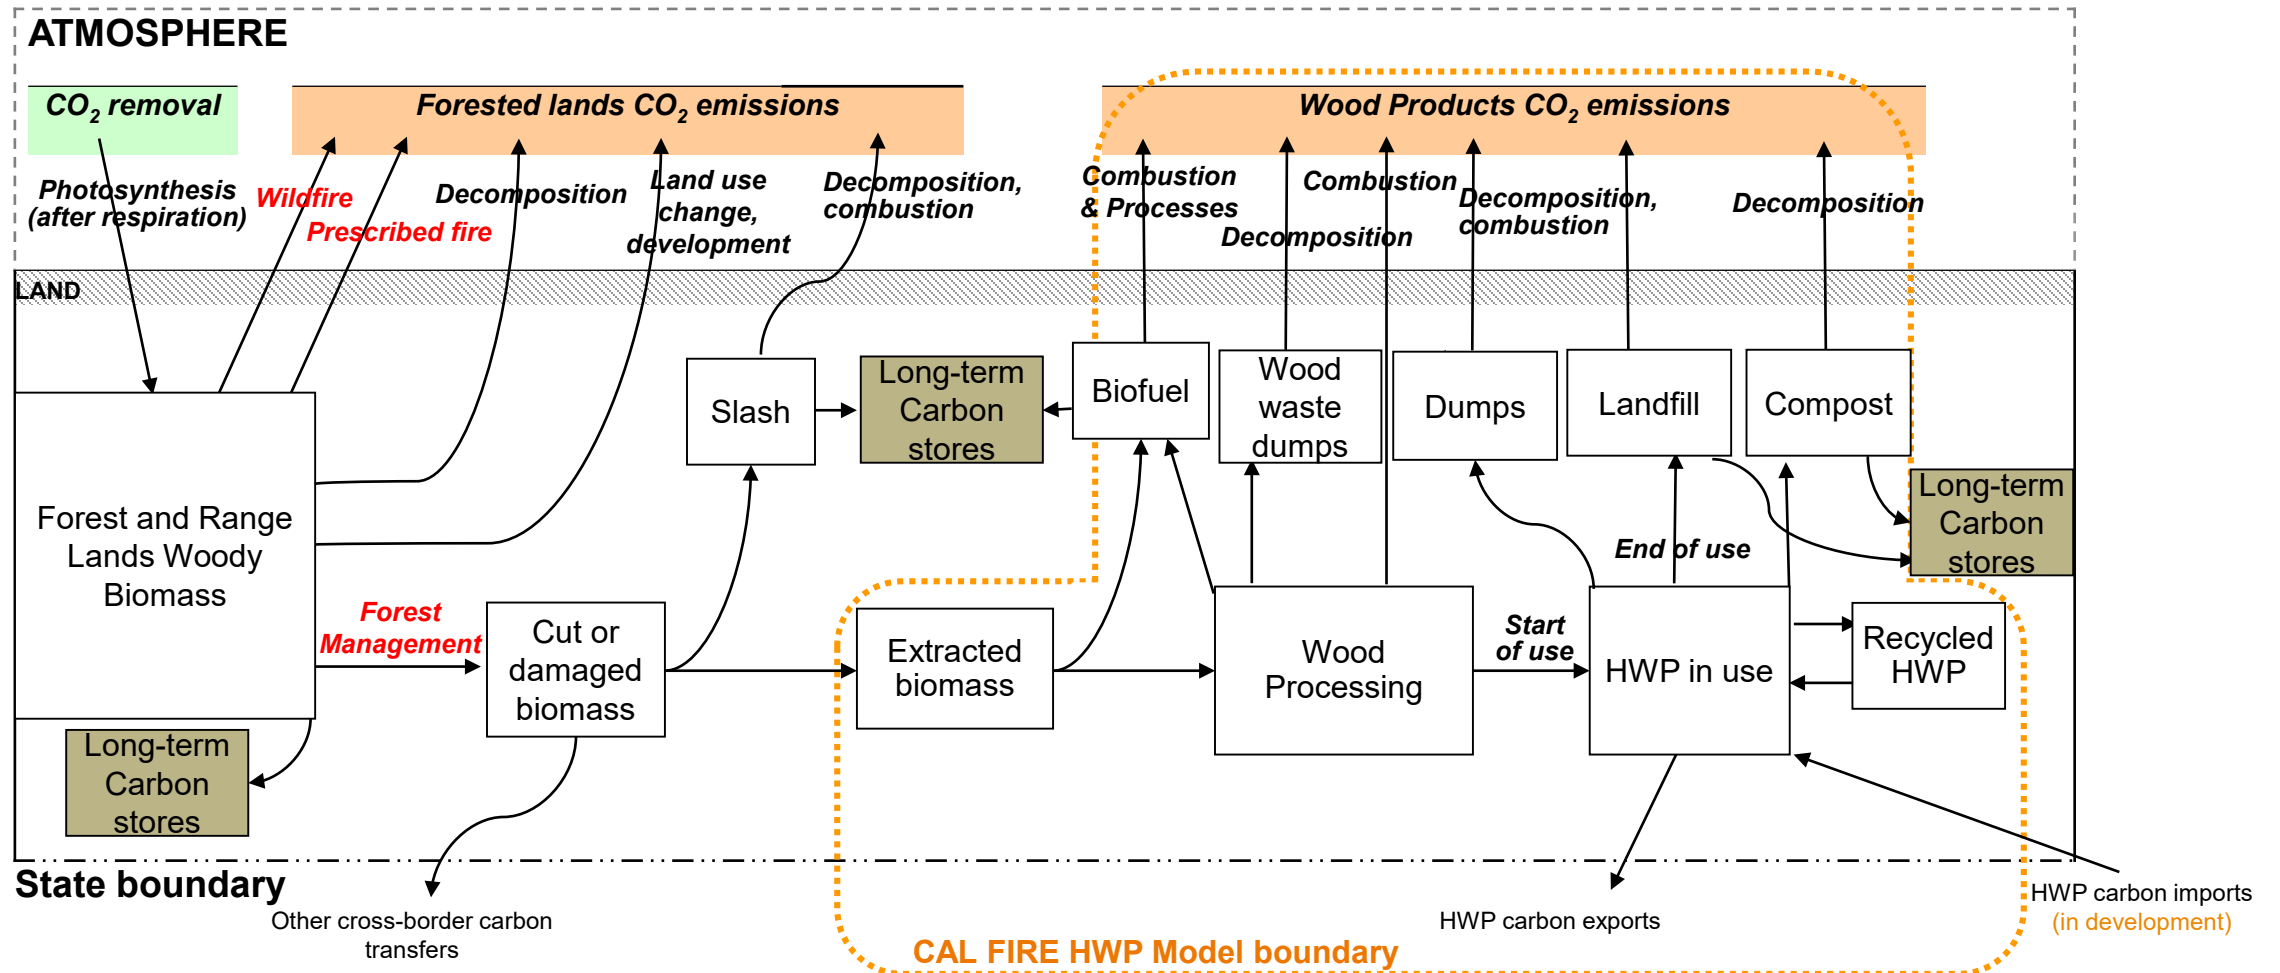 ATMOSPHERE
CO2 removal
Forested lands CO2 emissions
Wood Products CO2 emissions
Photosynthesis
(after respiration)
Wildfire
Prescribed fire
Decomposition
Land use
change,
development
Decomposition,
combustion
Combustion
& Processes
Decomposition
Combustion
Decomposition,
combustion
Decomposition
LAND
Slash
Long-term
Carbon
stores
Biofuel
Wood
waste
dumps
Dumps
Landfill
Compost
Long-term
Carbon
stores
Forest and Range
Lands Woody
Biomass
End of use
Forest
Management
Cut or
damaged
biomass
Extracted
biomass
Wood
Processing
Start
of use
HWP in use
Recycled
HWP
Long-term
Carbon
stores
State boundary
Other cross-border carbon
transfers
HWP carbon exports
HWP carbon imports
(in development)
CAL FIRE HWP Model boundary